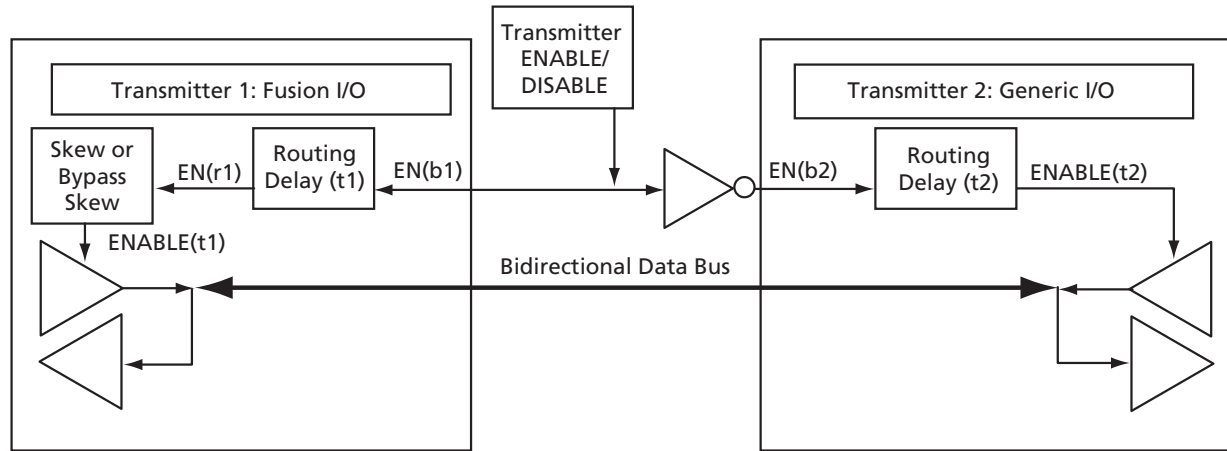 Transmitter
ENABLE/
DISABLE
Transmitter 1: Fusion I/O
Transmitter 2: Generic I/O
Skew or
Bypass
Skew
EN(r1)
Routing
Delay (t1)
EN(b1)
EN(b2)
Routing
Delay (t2)
ENABLE(t2)
ENABLE(t1)
Bidirectional Data Bus